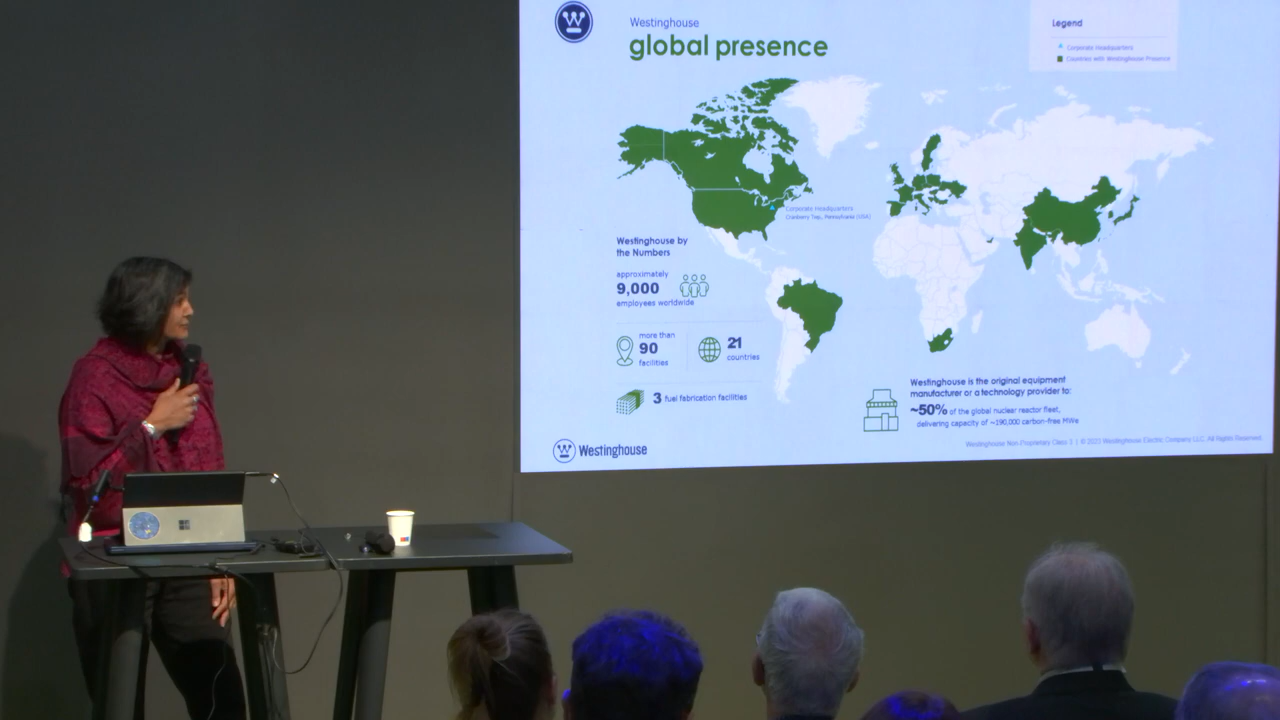 Westinghouse
global presence
Legend
Corporate Headquarters
Countries with Westinghouse Presence
Corporate Headquarters
Cranberry Twp, Pennsylvania (USA)
Westinghouse by
the Numbers
approximately
9,000
employees worldwide
more than
90
facilities
21
countries
3 fuel fabrication facilities
Westinghouse is the original equipment
manufacturer or a technology provider to:
~50% of the global nuclear reactor fleet,
delivering capacity of ~190,000 carbon-free MWe
W Westinghouse
Westinghouse Non-Proprietary Class 3 | © 2023 Westinghouse Electric Company LLC. All Rights Reserved.